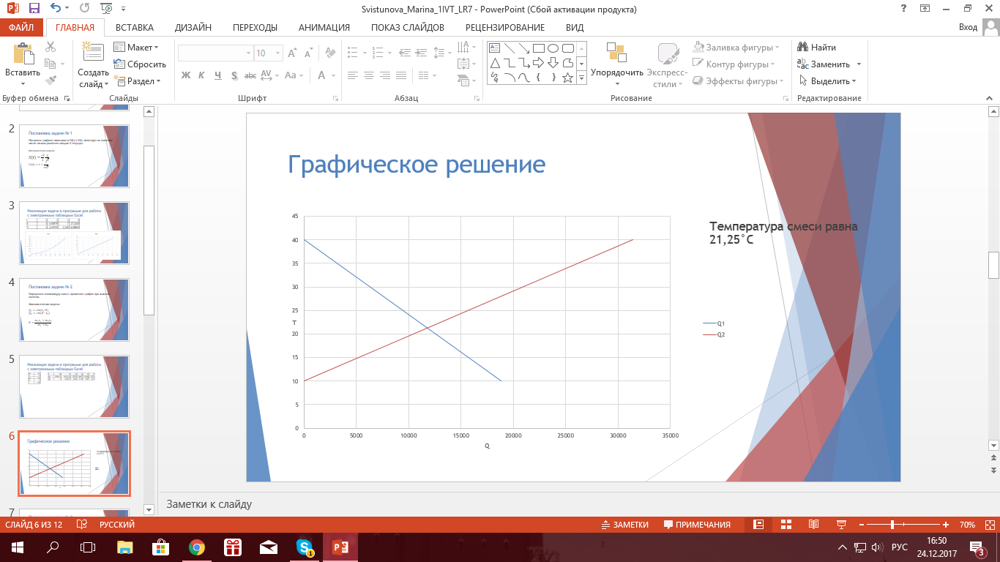 Svistunova_Marina_1IVT_LR7 - PowerPoint (Сбой активации продукта)
ФАЙЛ ГЛАВНАЯ ВСТАВКА ДИЗАЙН ПЕРЕХОДЫ АНИМАЦИЯ ПОКАЗ СЛАЙДОВ РЕЦЕНЗИРОВАНИЕ ВИД Вход
Вставить
Буфер обмена
Создать слайд
Макет
Сбросить
Раздел
Слайды
10
Шрифт
Абзац
Упорядочить
Экспресс-стили
Заливка фигуры
Контур фигуры
Эффекты фигуры
Рисование
Найти
Заменить
Выделить
Редактирование
2
Постановка задачи № 1
3
Реализация задачи в программе для работы
с электронными таблицами Excel
4
Постановка задачи № 2
5
Реализация задачи в программе для работы
с электронными таблицами Excel
6
Графическое решение
7
Графическое решение
Температура смеси равна
21,25°C
45
40
35
30
25
T
20
15
10
5
0
0 5000 10000 15000 20000 25000 30000 35000
Q
Q1
Q2
Заметки к слайду
СЛАЙД 6 ИЗ 12 РУССКИЙ ЗАМЕТКИ ПРИМЕЧАНИЯ 70%
1
РУС
16:50
24.12.2017
3